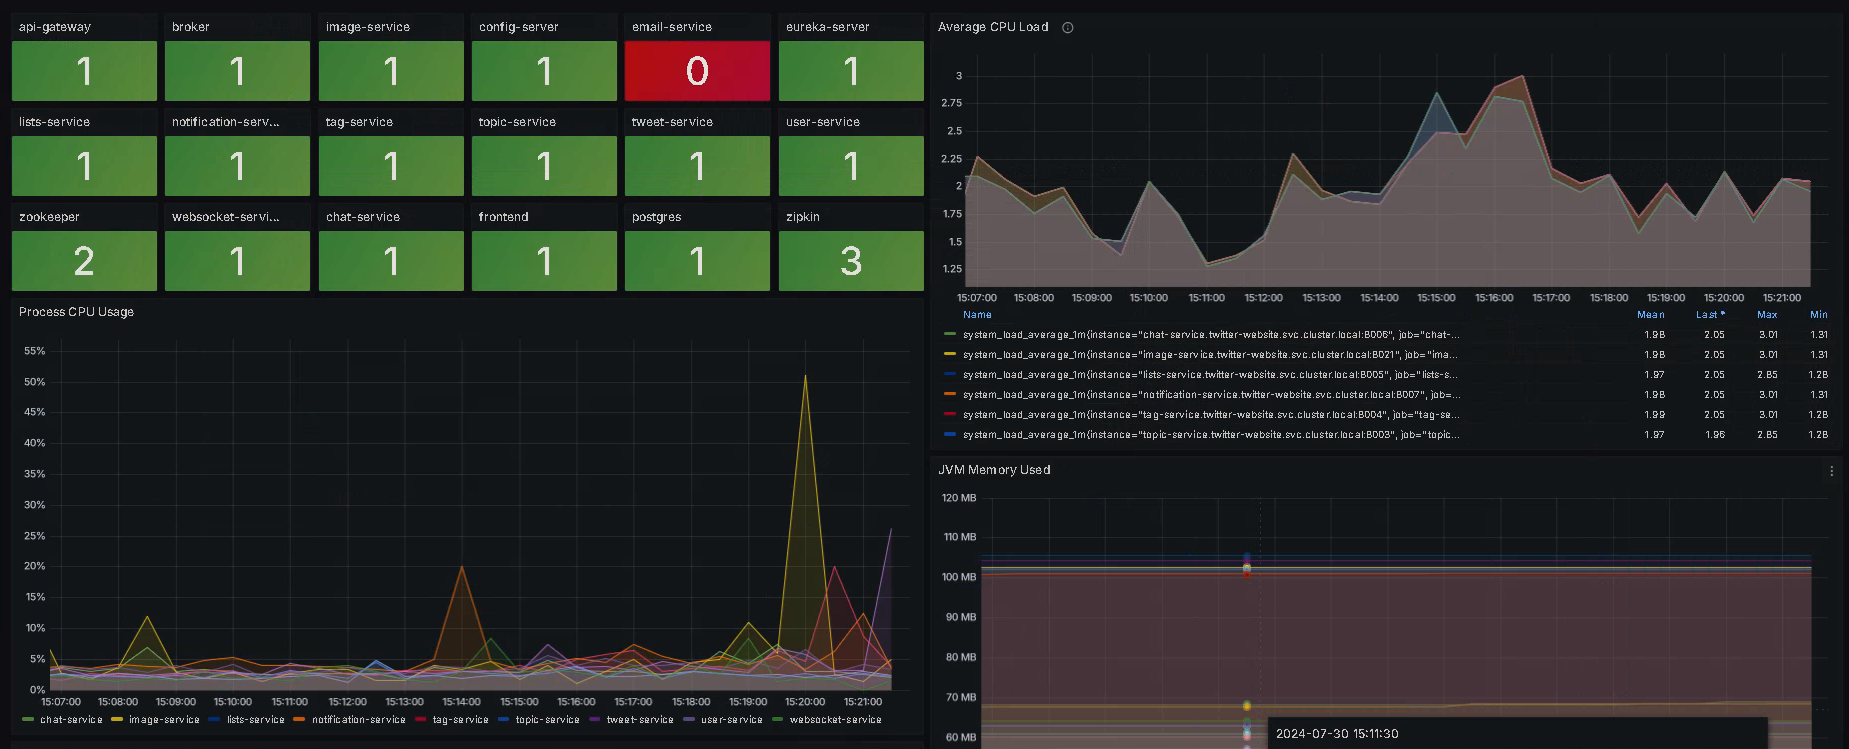 api-gateway broker image-service config-server email-service eureka-server
1 1 1 1 0 1
lists-service notification-serv... tag-service topic-service tweet-service user-service
1 1 1 1 1 1
zookeeper websocket-servi... chat-service frontend postgres zipkin
2 1 1 1 1 3
Process CPU Usage
55%
50%
45%
40%
35%
30%
25%
20%
15%
10%
5%
0%
15:07:00 15:08:00 15:09:00 15:10:00 15:11:00 15:12:00 15:13:00 15:14:00 15:15:00 15:16:00 15:17:00 15:18:00 15:19:00 15:20:00 15:21:00
chat-service image-service lists-service notification-service tag-service topic-service tweet-service user-service websocket-service
Average CPU Load
3
2.75
2.5
2.25
2
1.75
1.5
1.25
15:07:00 15:08:00 15:09:00 15:10:00 15:11:00 15:12:00 15:13:00 15:14:00 15:15:00 15:16:00 15:17:00 15:18:00 15:19:00 15:20:00 15:21:00
Name Mean Last * Max Min
system_load_average_1m{instance="chat-service.twitter-website.svc.cluster.local:8006", job="chat-... 1.98 2.05 3.01 1.31
system_load_average_1m{instance="image-service.twitter-website.svc.cluster.local:8021", job="ima... 1.98 2.05 3.01 1.31
system_load_average_1m{instance="lists-service.twitter-website.svc.cluster.local:8005", job="lists-s... 1.97 2.05 2.85 1.28
system_load_average_1m{instance="notification-service.twitter-website.svc.cluster.local:8007", job=... 1.98 2.05 3.01 1.31
system_load_average_1m{instance="tag-service.twitter-website.svc.cluster.local:8004", job="tag-se... 1.99 2.05 3.01 1.28
system_load_average_1m{instance="topic-service.twitter-website.svc.cluster.local:8003", job="topic... 1.97 1.96 2.85 1.28
JVM Memory Used
120 MB
110 MB
100 MB
90 MB
80 MB
70 MB
60 MB
2024-07-30 15:11:30